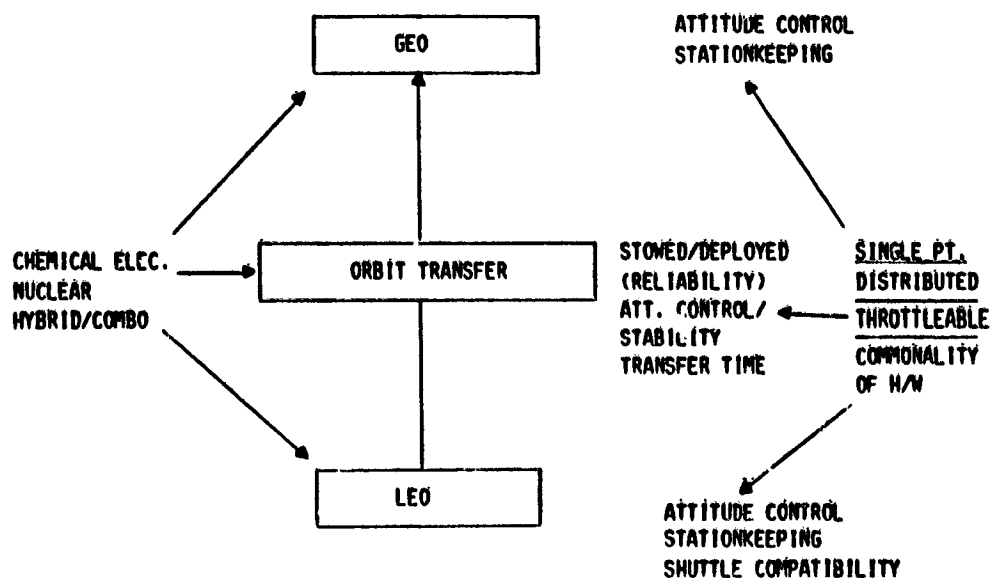 GEO
ATTITUDE CONTROL
STATIONKEEPING
CHEMICAL ELEC.
NUCLEAR
HYBRID/COMBO
ORBIT TRANSFER
STOWED/DEPLOYED
(RELIABILITY)
ATT. CONTROL/
STABILITY
TRANSFER TIME
SINGLE PT.
DISTRIBUTED
THROTTLEABLE
COMMONALITY
OF H/W
LEO
ATTITUDE CONTROL
STATIONKEEPING
SHUTTLE COMPATIBILITY